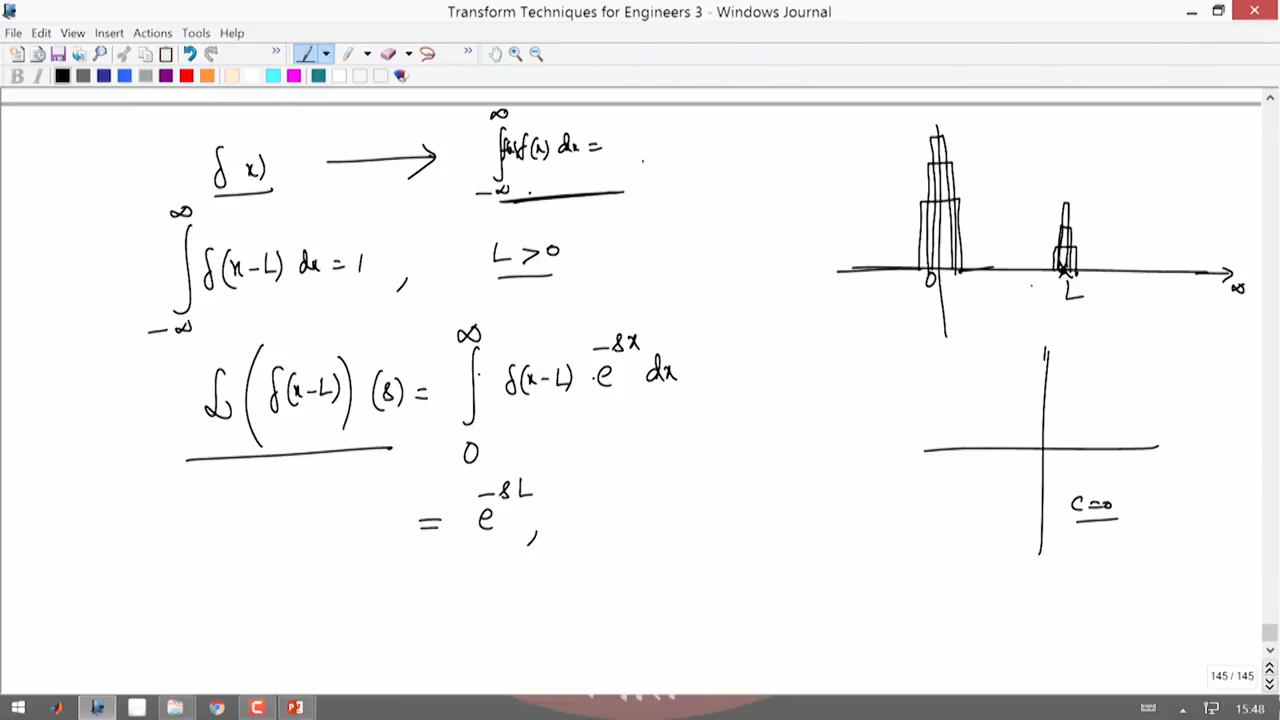 Transform Techniques for Engineers 3 - Windows Journal
File Edit View Insert Actions Tools Help
B I
δ x) ⟶ ∫_{-∞}^{∞} f(x) dx =
∫_{-∞}^{∞} δ(x-L) dx = 1 , L > 0
0 L ∞
ℒ(δ(x-L))(s) = ∫_0^∞ δ(x-L) · e^{-sx} dx
= e^{-sL} ,
C=0
145 / 145
15:48